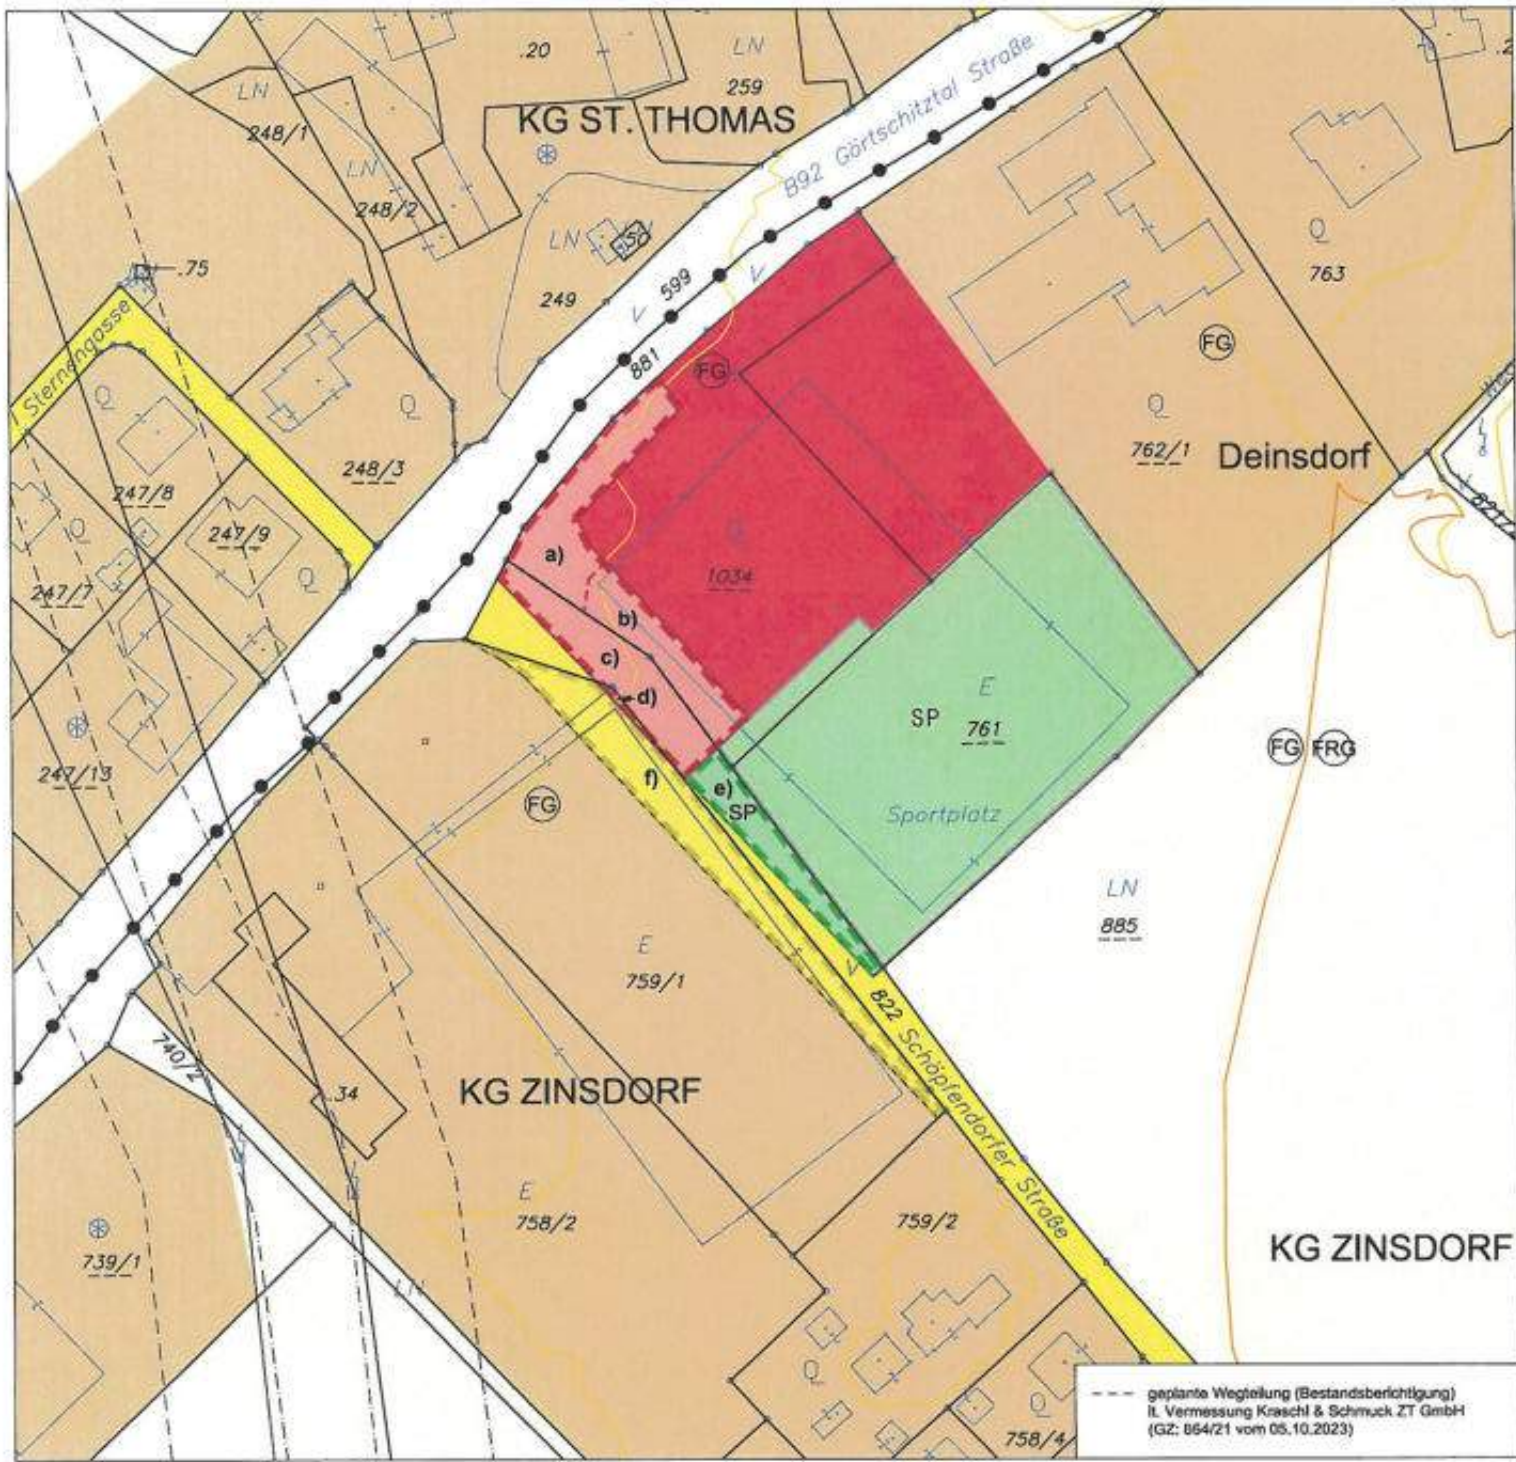 .20
LN
259
KG ST. THOMAS
LN
248/1
LN
248/2
B92 Görtschitztal Straße
LN
249
.75
Sternengasse
V
599
V
881
Q
763
FG
FG
Q
762/1
Deinsdorf
821/
Q
248/3
Q
247/8
Q
247/9
Q
247/7
247/13
a)
b)
c)
d)
e)
f)
1034
E
SP
761
Sportplatz
SP
FG
FG
FRG
LN
885
V
822 Schöpfendorfer Straße
E
759/1
740/2
.34
KG ZINSDORF
E
758/2
759/2
KG ZINSDORF
739/1
LN
Q
Q
758/4
geplante Wegteilung (Bestandsberichtigung)
lt. Vermessung Kraschl & Schmuck ZT GmbH
(GZ: 864/21 vom 05.10.2023)